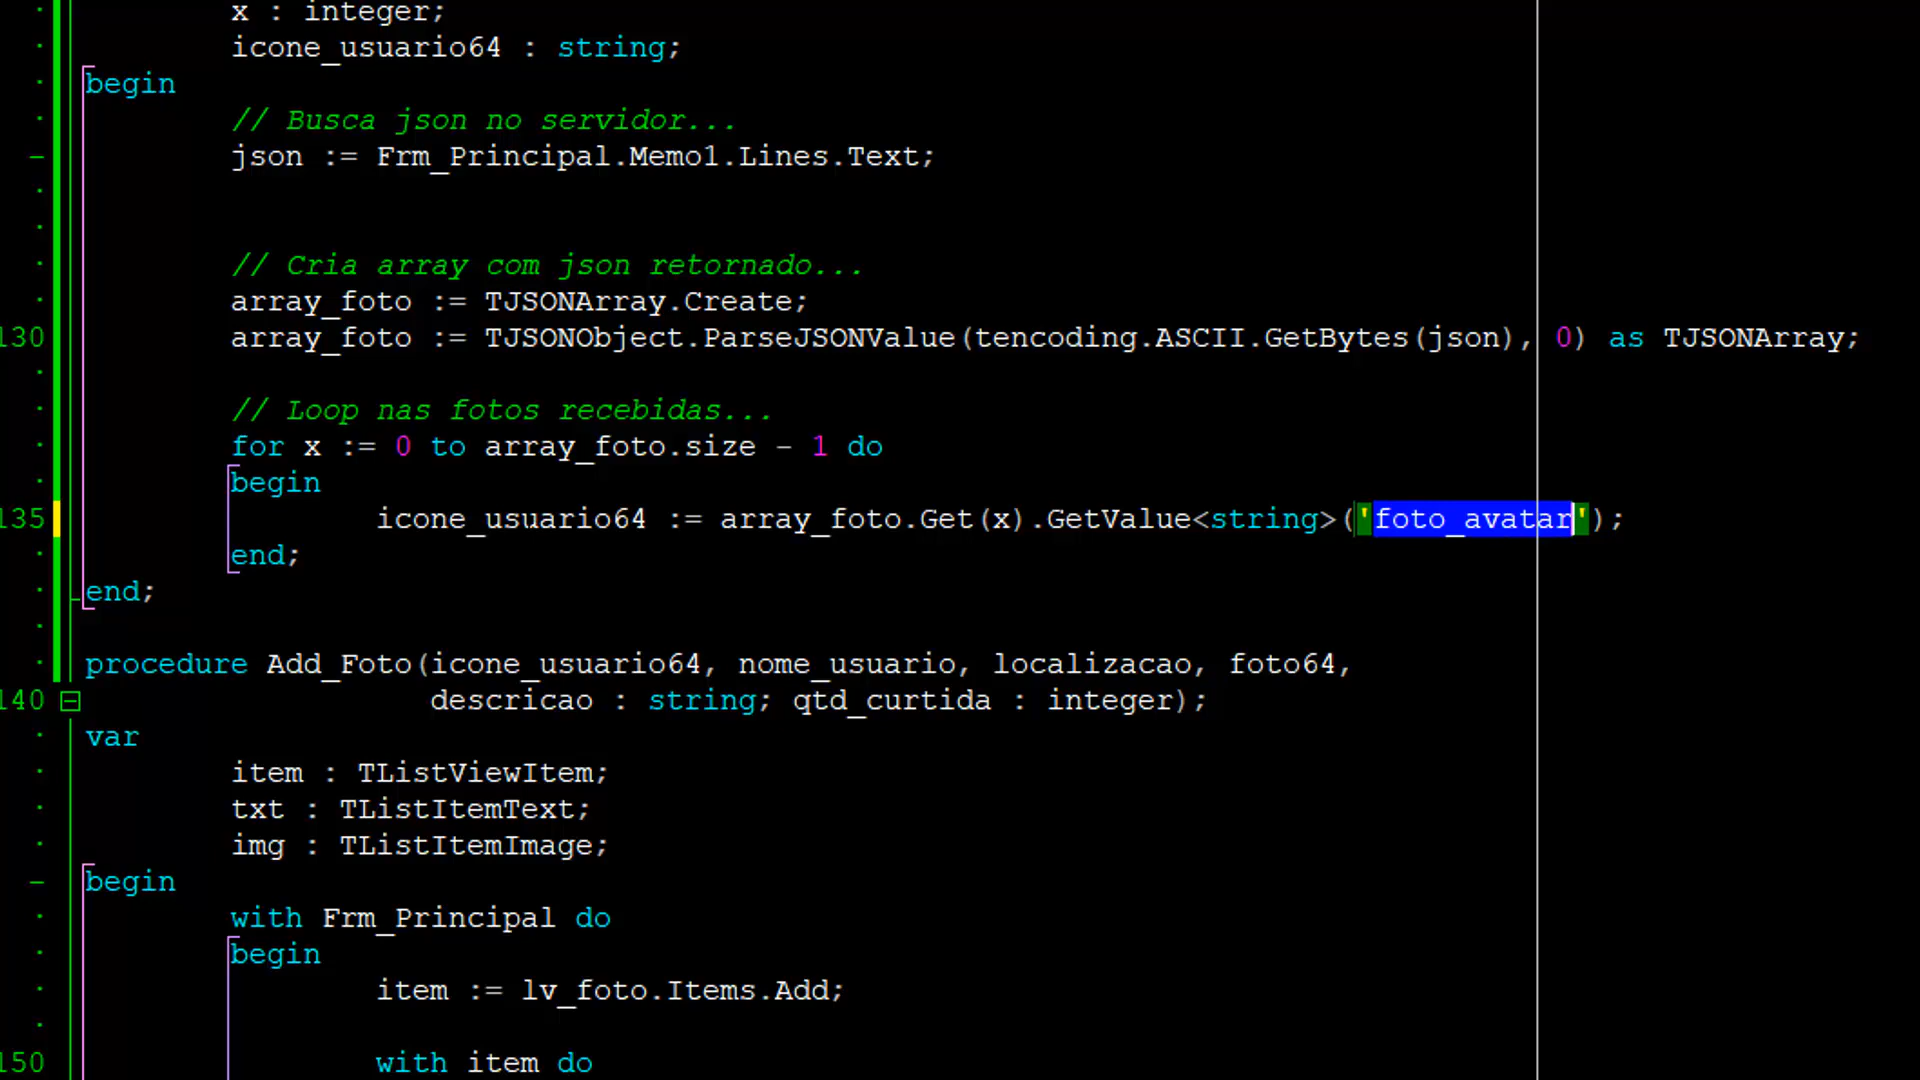 x : integer;
icone_usuario64 : string;
begin
// Busca json no servidor...
json := Frm_Principal.Memo1.Lines.Text;
// Cria array com json retornado...
array_foto := TJSONArray.Create;
130 array_foto := TJSONObject.ParseJSONValue(tencoding.ASCII.GetBytes(json), 0) as TJSONArray;
// Loop nas fotos recebidas...
for x := 0 to array_foto.size - 1 do
begin
135 icone_usuario64 := array_foto.Get(x).GetValue<string>('foto_avatar');
end;
end;
procedure Add_Foto(icone_usuario64, nome_usuario, localizacao, foto64,
140 descricao : string; qtd_curtida : integer);
var
item : TListViewItem;
txt : TListItemText;
img : TListItemImage;
begin
with Frm_Principal do
begin
item := lv_foto.Items.Add;
150 with item do